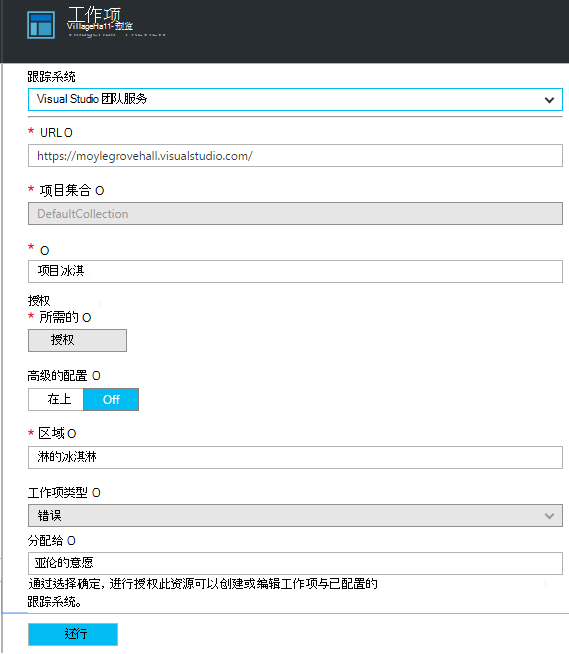 工作项
VillageHa11-预览
VillageHall - PREVIEW
跟踪系统
Visual Studio 团队服务
* URL O
https://moylegrovehall.visualstudio.com/
* 项目集合 O
DefaultCollection
* O
项目冰淇
授权
* 所需的 O
授权
高级的配置 O
在上 Off
* 区域 O
淋的冰淇淋
工作项类型 O
错误
分配给 O
亚伦的意愿
通过选择确定, 进行授权此资源可以创建或编辑工作项与已配置的
跟踪系统。
还行